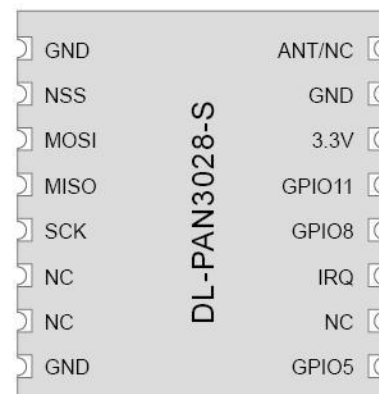 GND
NSS
MOSI
MISO
SCK
NC
NC
GND
DL-PAN3028-S
ANT/NC
GND
3.3V
GPIO11
GPIO8
IRQ
NC
GPIO5